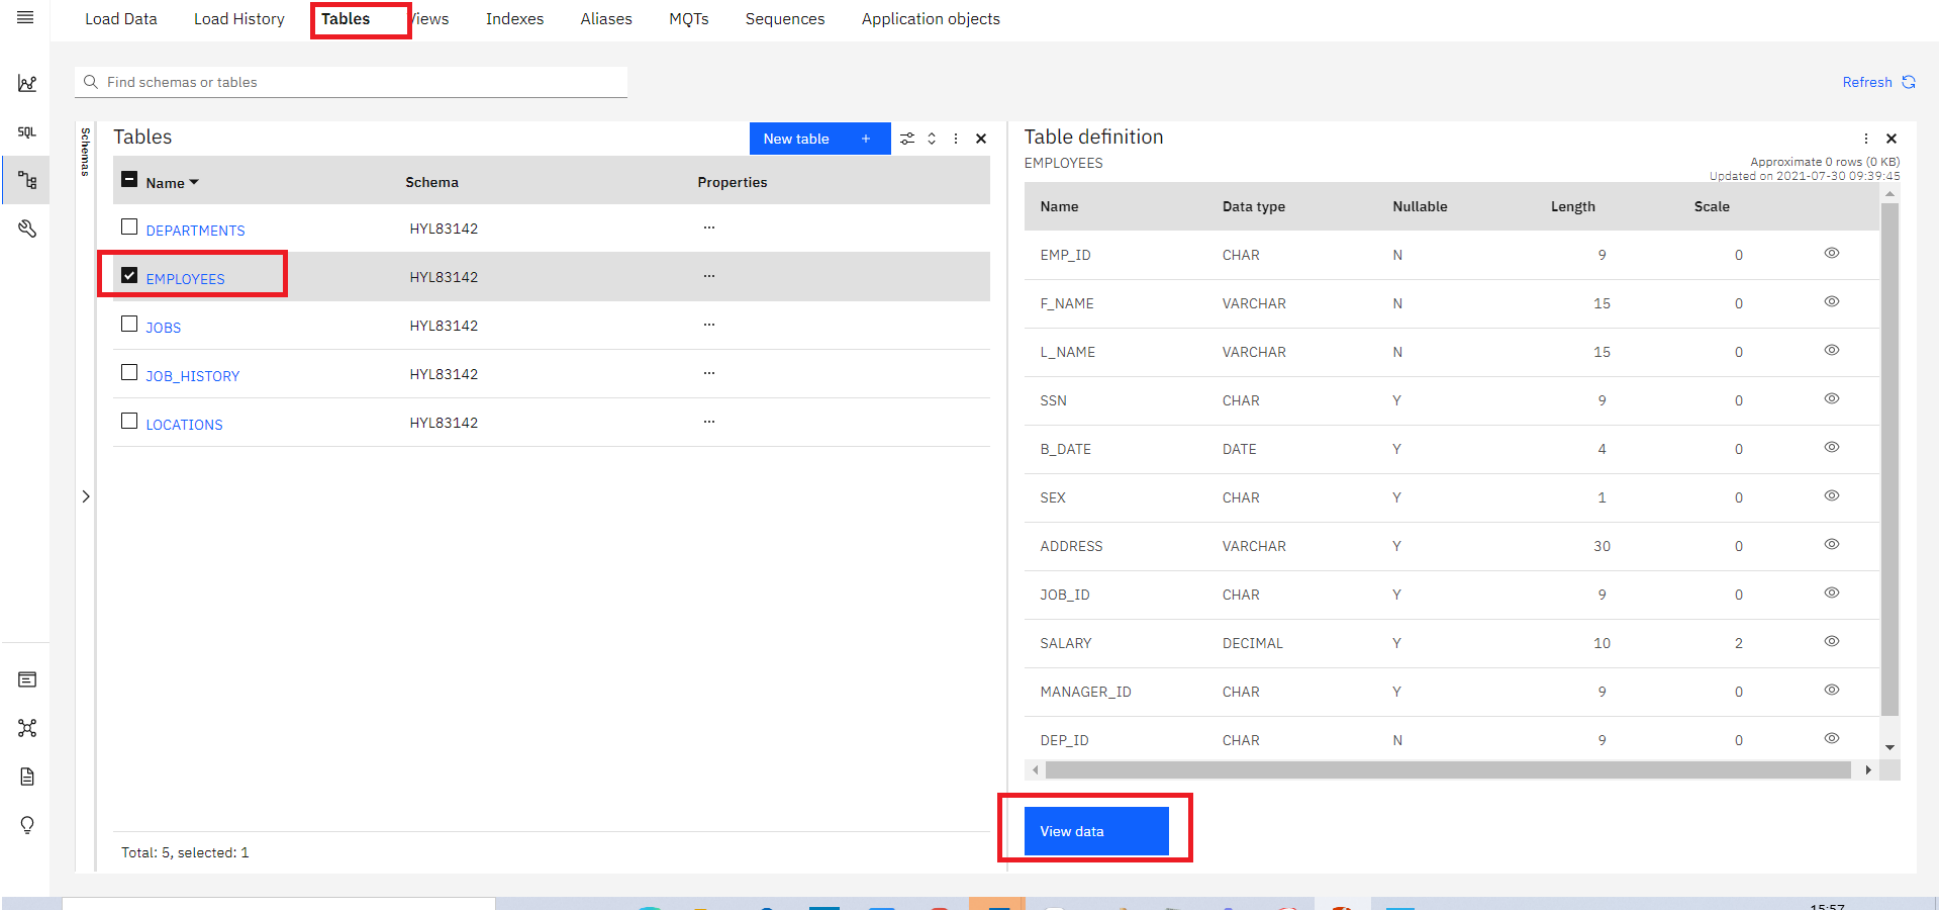 Load Data Load History Tables Views Indexes Aliases MQTs Sequences Application objects
Find schemas or tables
Refresh
SQL
Schemas
Tables
New table +
Name Schema Properties
DEPARTMENTS HYL83142 ...
EMPLOYEES HYL83142 ...
JOBS HYL83142 ...
JOB_HISTORY HYL83142 ...
LOCATIONS HYL83142 ...
Total: 5, selected: 1
Table definition
EMPLOYEES
Approximate 0 rows (0 KB)
Updated on 2021-07-30 09:39:45
Name Data type Nullable Length Scale
EMP_ID CHAR N 9 0
F_NAME VARCHAR N 15 0
L_NAME VARCHAR N 15 0
SSN CHAR Y 9 0
B_DATE DATE Y 4 0
SEX CHAR Y 1 0
ADDRESS VARCHAR Y 30 0
JOB_ID CHAR Y 9 0
SALARY DECIMAL Y 10 2
MANAGER_ID CHAR Y 9 0
DEP_ID CHAR N 9 0
View data
15:57